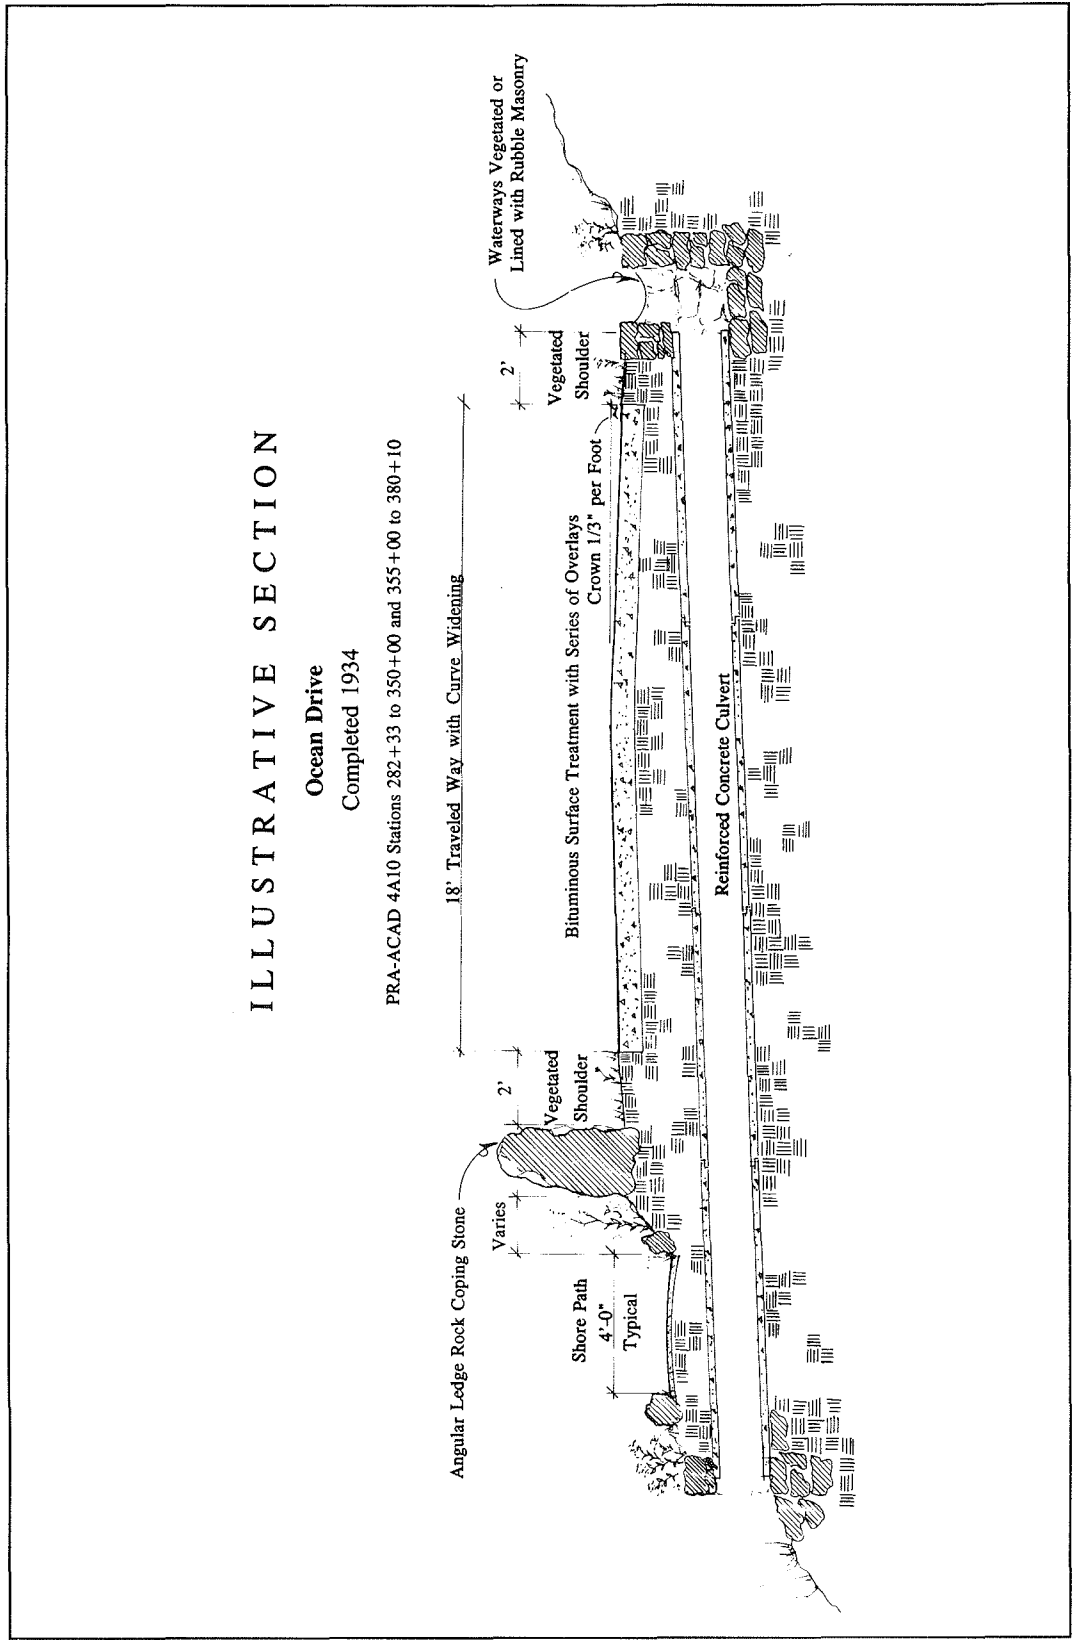 ILLUSTRATIVE SECTION
Ocean Drive
Completed 1934
PRA-ACAD 4A10 Stations 282+33 to 350+00 and 355+00 to 380+10
18' Traveled Way with Curve Widening
Angular Ledge Rock Coping Stone
Varies
2'
Vegetated
Shoulder
Shore Path
4'-0"
Typical
Bituminous Surface Treatment with Series of Overlays
Crown 1/3" per Foot
2'
Vegetated
Shoulder
Waterways Vegetated or
Lined with Rubble Masonry
Reinforced Concrete Culvert